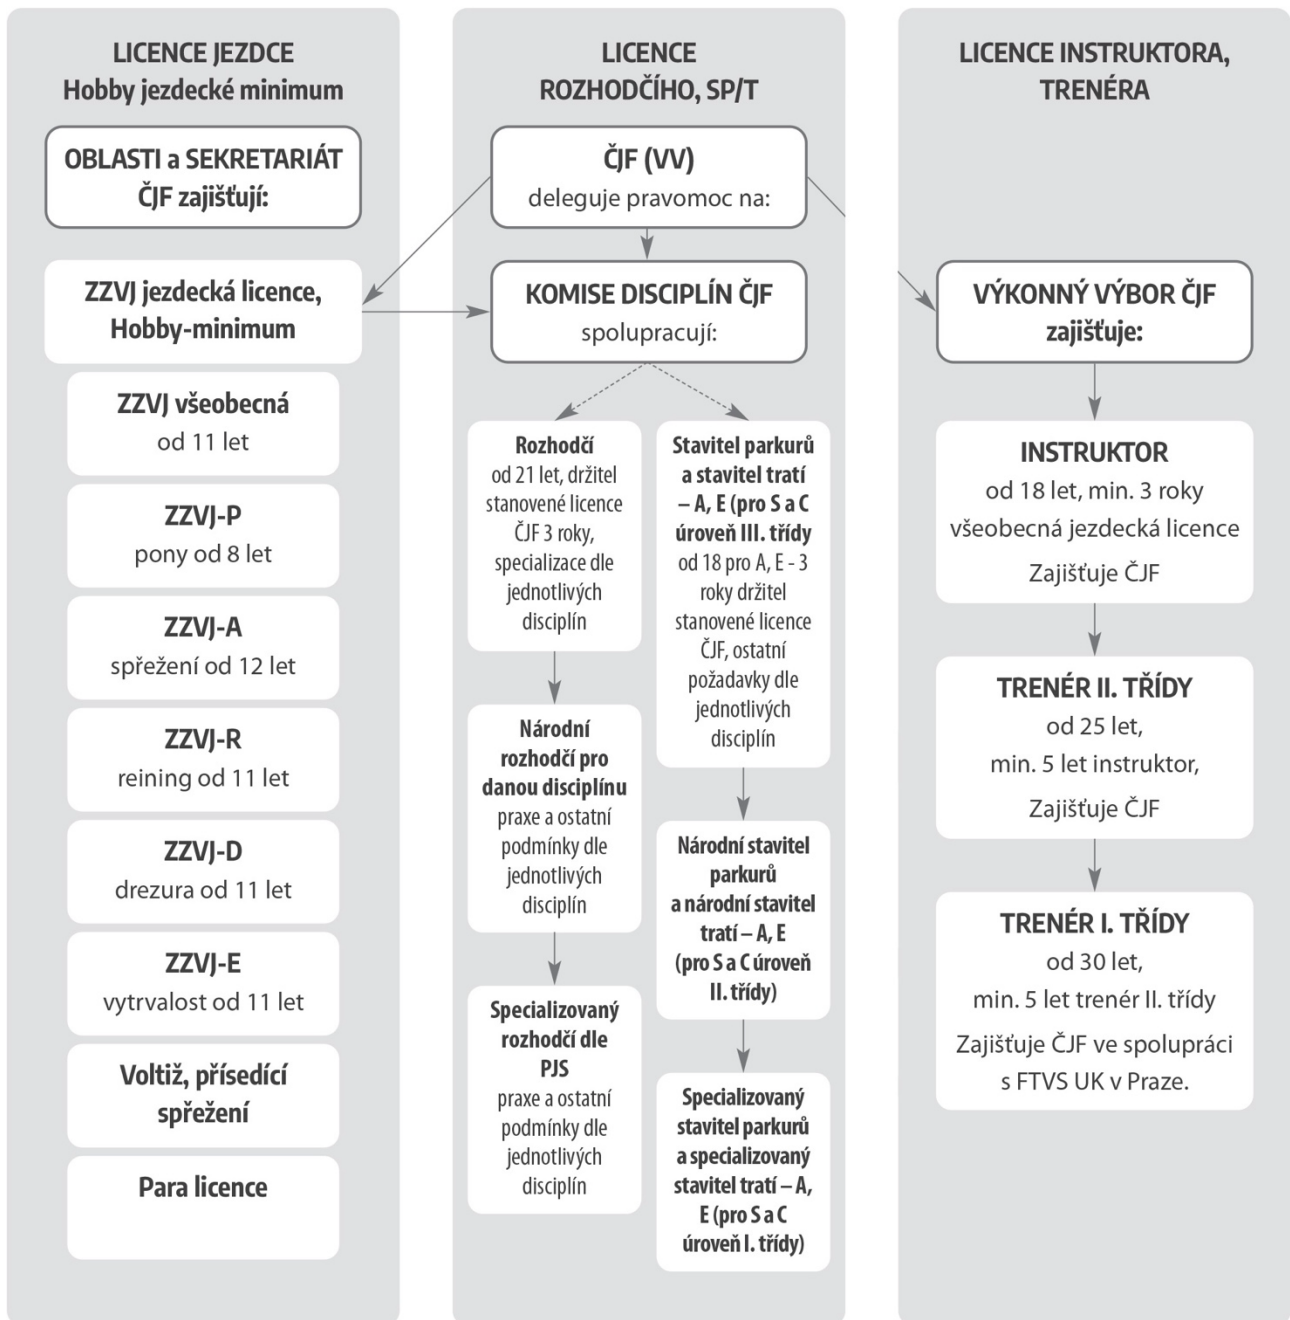 LICENCE JEZDCE
Hobby jezdecké minimum
OBLASTI a SEKRETARIÁT
ČJF zajišťují:
ZZVJ jezdecká licence,
Hobby-minimum
ZZVJ všeobecná
od 11 let
ZZVJ-P
pony od 8 let
ZZVJ-A
spřežení od 12 let
ZZVJ-R
reining od 11 let
ZZVJ-D
drezura od 11 let
ZZVJ-E
vytrvalost od 11 let
Voltiž, přísedící
spřežení
Para licence
LICENCE
ROZHODČÍHO, SP/T
ČJF (VV)
deleguje pravomoc na:
KOMISE DISCIPLÍN ČJF
spolupracují:
Rozhodčí
od 21 let, držitel
stanovené licence
ČJF 3 roky,
specializace dle
jednotlivých
disciplín
Národní
rozhodčí pro
danou disciplínu
praxe a ostatní
podmínky dle
jednotlivých
disciplín
Specializovaný
rozhodčí dle
PJS
praxe a ostatní
podmínky dle
jednotlivých
disciplín
Stavitel parkurů
a stavitel tratí
– A, E (pro S a C
úroveň III. třídy
od 18 pro A, E - 3
roky držitel
stanovené licence
ČJF, ostatní
požadavky dle
jednotlivých
disciplín
Národní stavitel
parkurů
a národní stavitel
tratí – A, E
(pro S a C úroveň
II. třídy)
Specializovaný
stavitel parkurů
a specializovaný
stavitel tratí – A,
E (pro S a C
úroveň I. třídy)
LICENCE INSTRUKTORA,
TRENÉRA
VÝKONNÝ VÝBOR ČJF
zajišťuje:
INSTRUKTOR
od 18 let, min. 3 roky
všeobecná jezdecká licence
Zajišťuje ČJF
TRENÉR II. TŘÍDY
od 25 let,
min. 5 let instruktor,
Zajišťuje ČJF
TRENÉR I. TŘÍDY
od 30 let,
min. 5 let trenér II. třídy
Zajišťuje ČJF ve spolupráci
s FTVS UK v Praze.